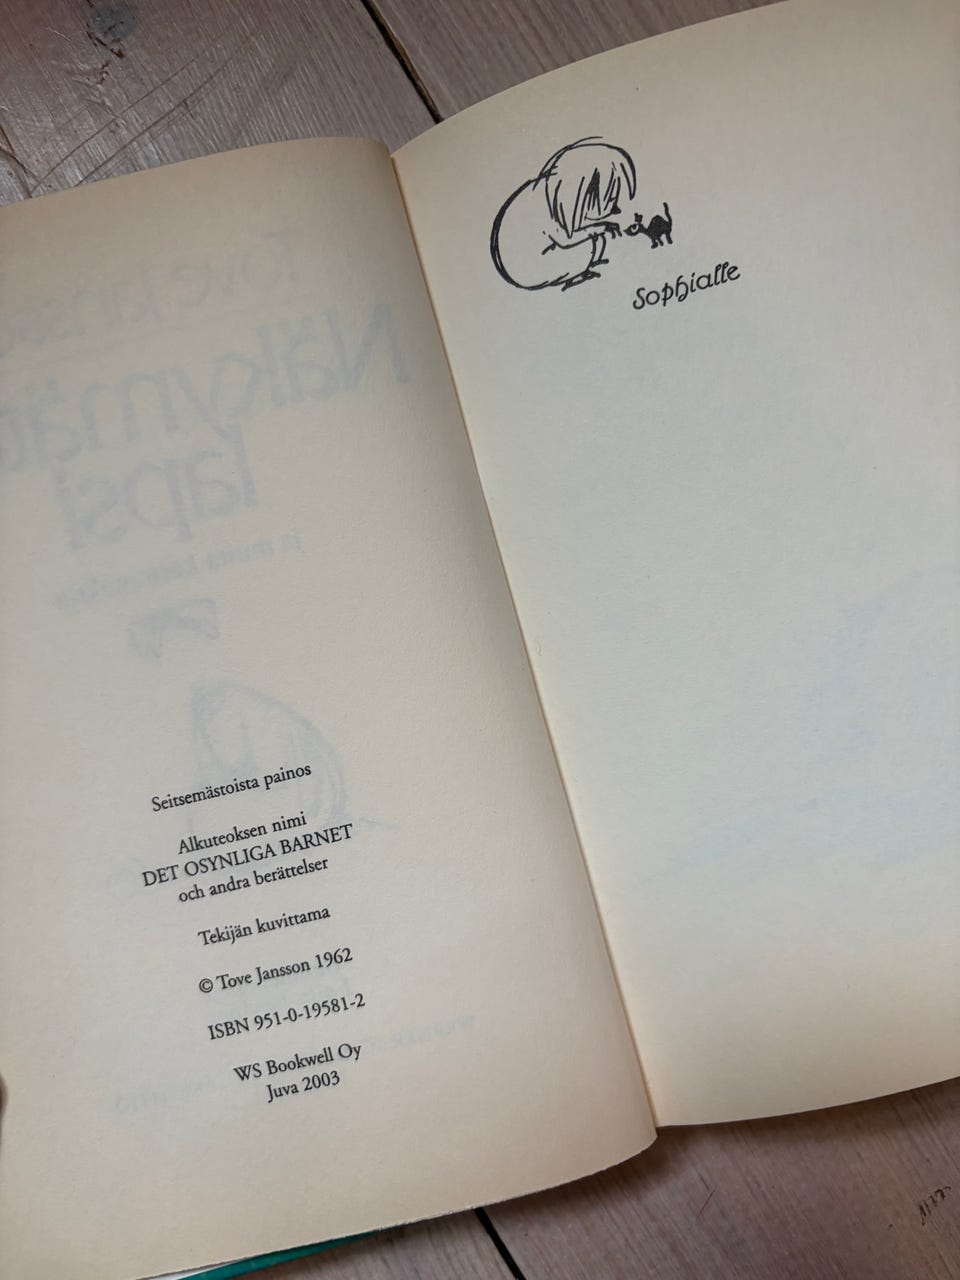 Seitsemästoista painos
Alkuteoksen nimi
DET OSYNLIGA BARNET
och andra berättelser
Tekijän kuvittama
© Tove Jansson 1962
ISBN 951-0-19581-2
WS Bookwell Oy
Juva 2003
Sophialle